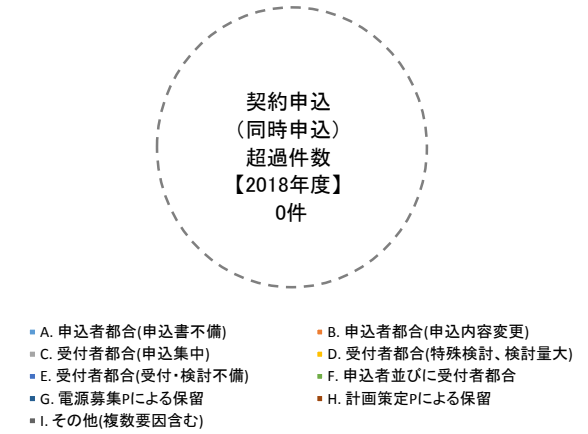 契約申込
（同時申込）
超過件数
【2018年度】
0件
A. 申込者都合(申込書不備)
B. 申込者都合(申込内容変更)
C. 受付者都合(申込集中)
D. 受付者都合(特殊検討、検討量大)
E. 受付者都合(受付・検討不備)
F. 申込者並びに受付者都合
G. 電源募集Pによる保留
H. 計画策定Pによる保留
I. その他(複数要因含む)